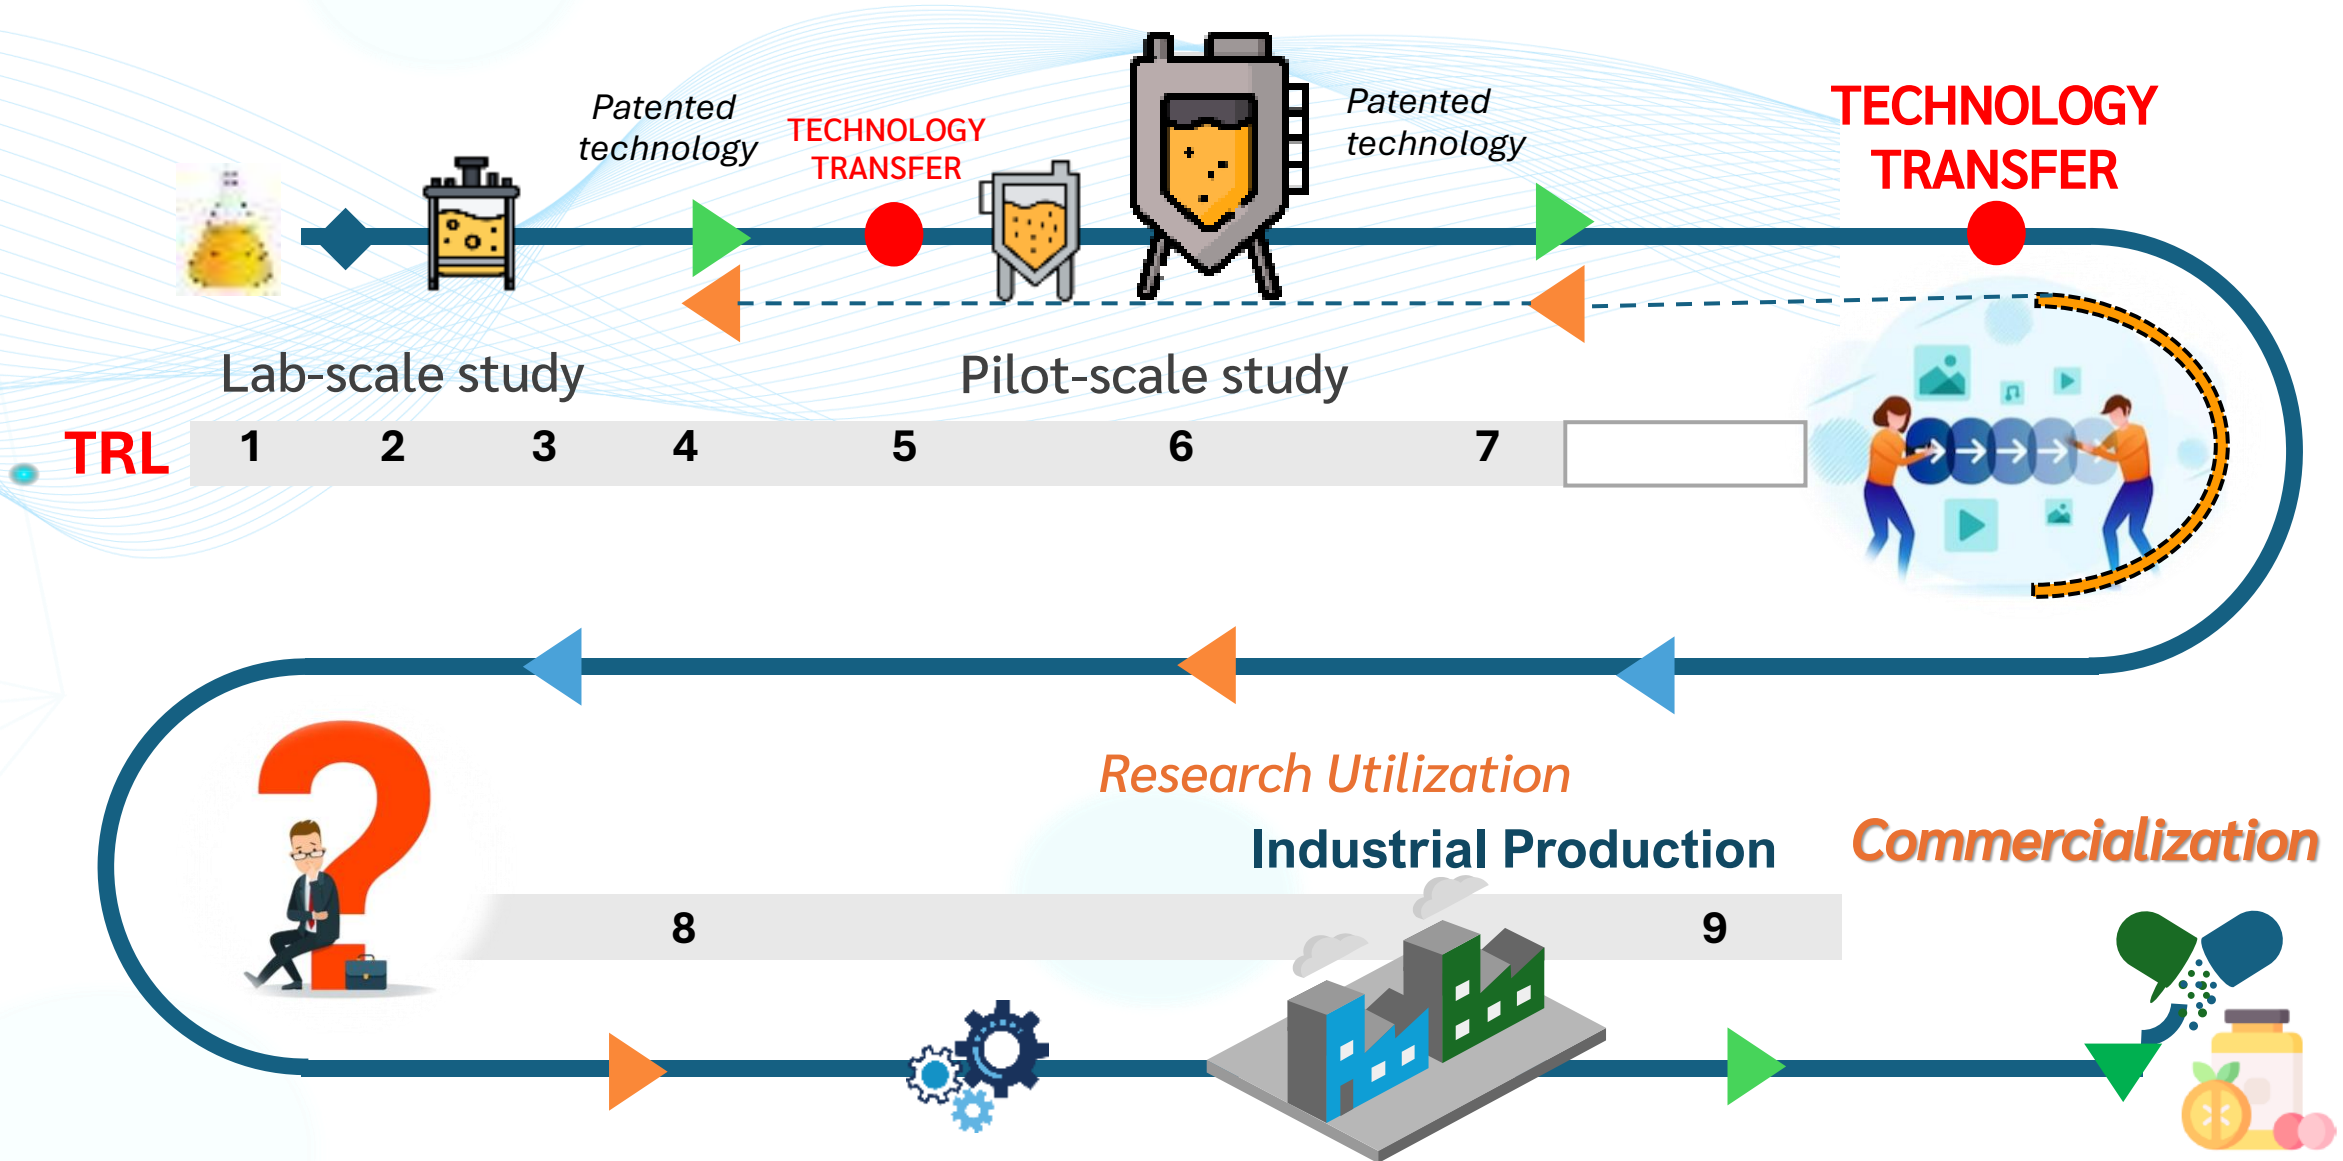 Patented
technology
TECHNOLOGY
TRANSFER
Patented
technology
TECHNOLOGY
TRANSFER
Lab-scale study
Pilot-scale study
TRL 1 2 3 4 5 6 7
Research Utilization
Industrial Production
Commercialization
8 9